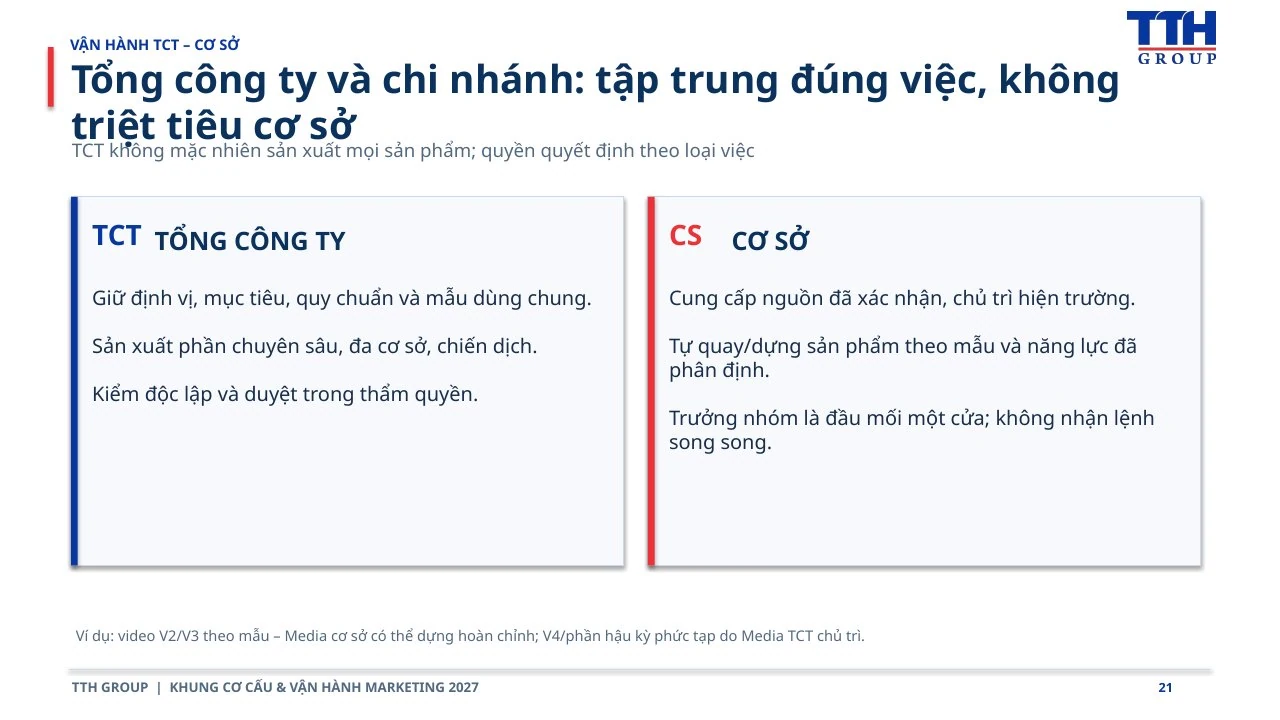 TTH
GROUP
VẬN HÀNH TCT – CƠ SỞ
Tổng công ty và chi nhánh: tập trung đúng việc, không
triệt tiêu cơ sở
TCT không mặc nhiên sản xuất mọi sản phẩm; quyền quyết định theo loại việc
TCT TỔNG CÔNG TY
Giữ định vị, mục tiêu, quy chuẩn và mẫu dùng chung.
Sản xuất phần chuyên sâu, đa cơ sở, chiến dịch.
Kiểm độc lập và duyệt trong thẩm quyền.
CS CƠ SỞ
Cung cấp nguồn đã xác nhận, chủ trì hiện trường.
Tự quay/dựng sản phẩm theo mẫu và năng lực đã
phân định.
Trưởng nhóm là đầu mối một cửa; không nhận lệnh
song song.
Ví dụ: video V2/V3 theo mẫu – Media cơ sở có thể dựng hoàn chỉnh; V4/phần hậu kỳ phức tạp do Media TCT chủ trì.
TTH GROUP | KHUNG CƠ CẤU & VẬN HÀNH MARKETING 2027
21